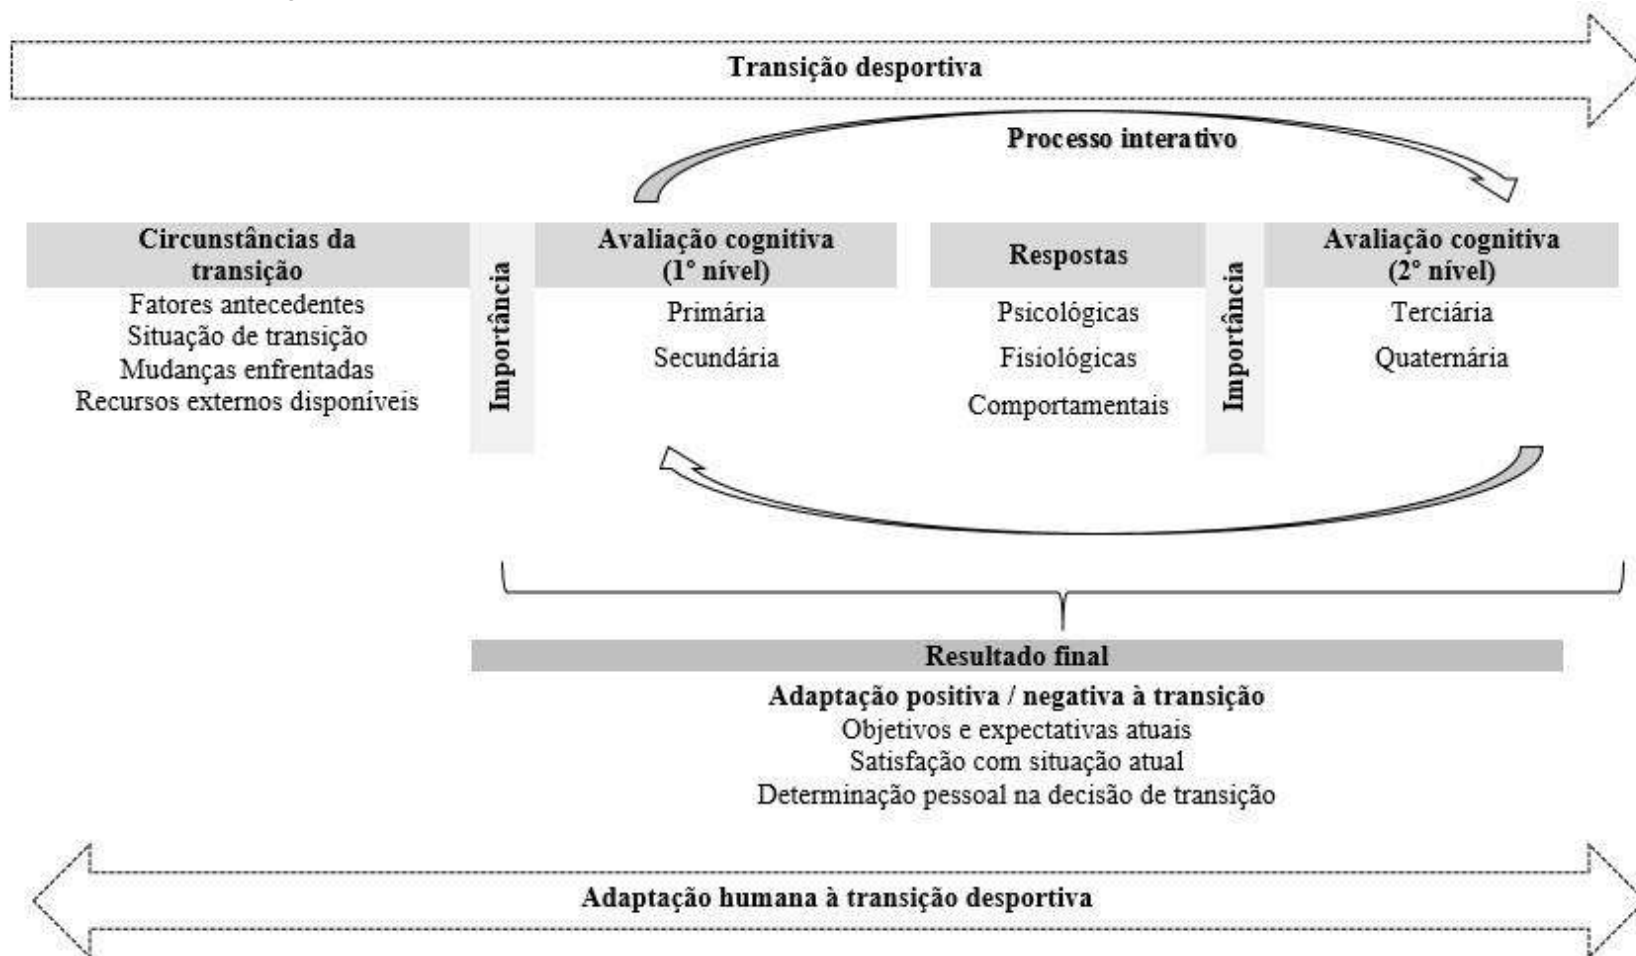 Transição desportiva
Processo interativo
Circunstâncias da
transição
Fatores antecedentes
Situação de transição
Mudanças enfrentadas
Recursos externos disponíveis
Importância
Avaliação cognitiva
(1º nível)
Primária
Secundária
Respostas
Psicológicas
Fisiológicas
Comportamentais
Importância
Avaliação cognitiva
(2º nível)
Terciária
Quaternária
Resultado final
Adaptação positiva / negativa à transição
Objetivos e expectativas atuais
Satisfação com situação atual
Determinação pessoal na decisão de transição
Adaptação humana à transição desportiva